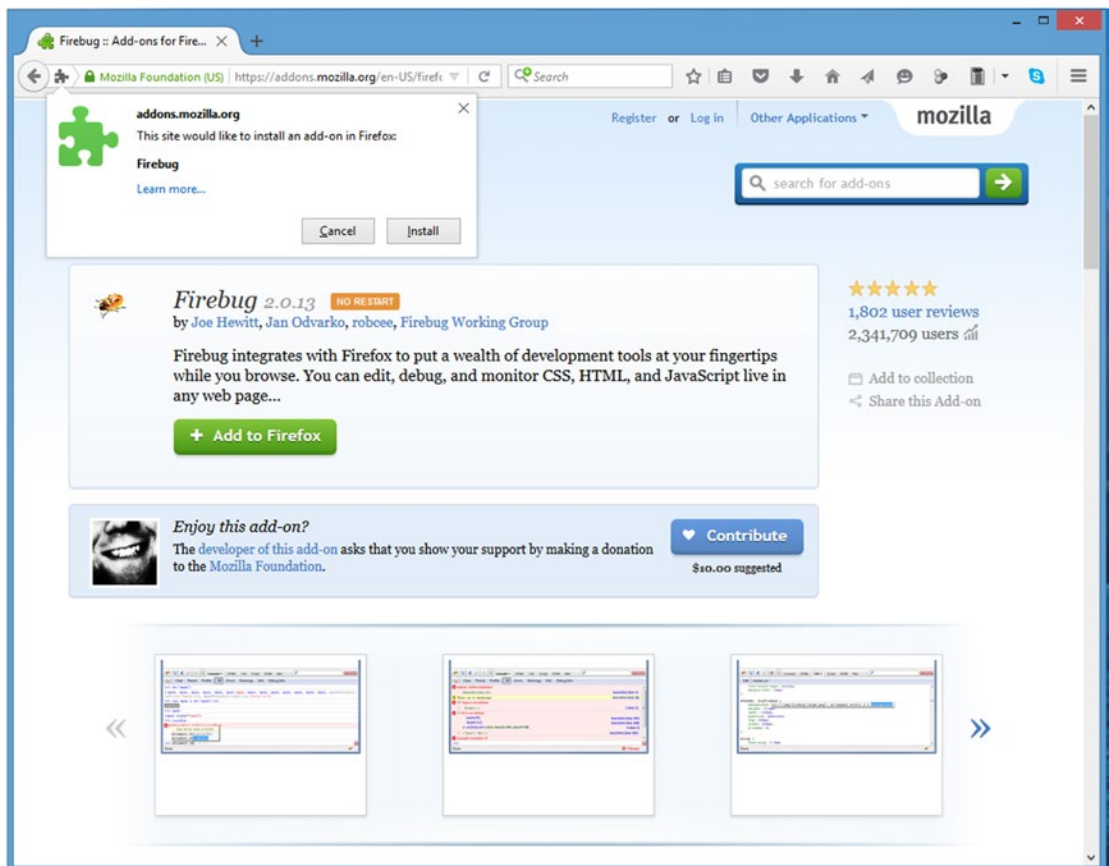 Firebug :: Add-ons for Fire...
Mozilla Foundation (US) https://addons.mozilla.org/en-US/firef
Search
addons.mozilla.org
This site would like to install an add-on in Firefox:
Firebug
Learn more...
Cancel
Install
Register or Log in
Other Applications
mozilla
search for add-ons
Firebug 2.0.13 NO RESTART
by Joe Hewitt, Jan Odvarko, robcee, Firebug Working Group
Firebug integrates with Firefox to put a wealth of development tools at your fingertips
while you browse. You can edit, debug, and monitor CSS, HTML, and JavaScript live in
any web page...
+ Add to Firefox
1,802 user reviews
2,341,709 users
Add to collection
Share this Add-on
Enjoy this add-on?
The developer of this add-on asks that you show your support by making a donation
to the Mozilla Foundation.
Contribute
$10.00 suggested